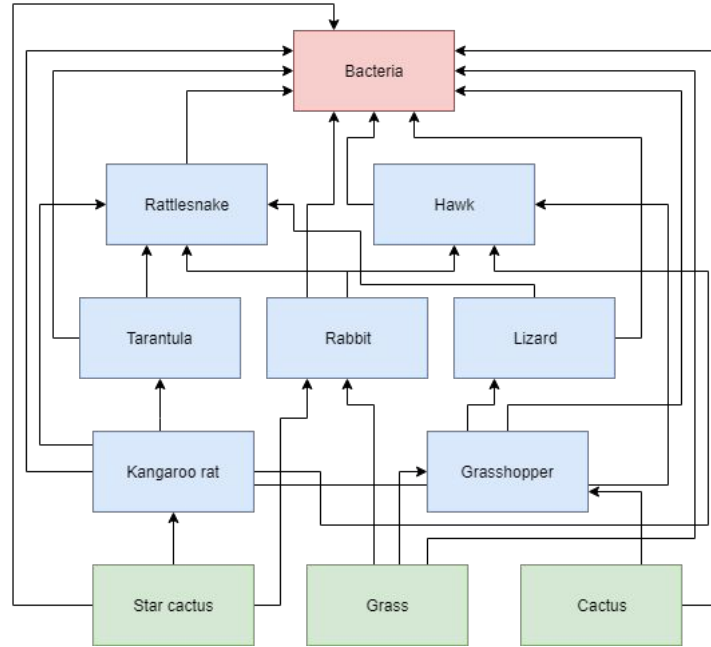 Bacteria
Rattlesnake
Hawk
Tarantula
Rabbit
Lizard
Kangaroo rat
Grasshopper
Star cactus
Grass
Cactus